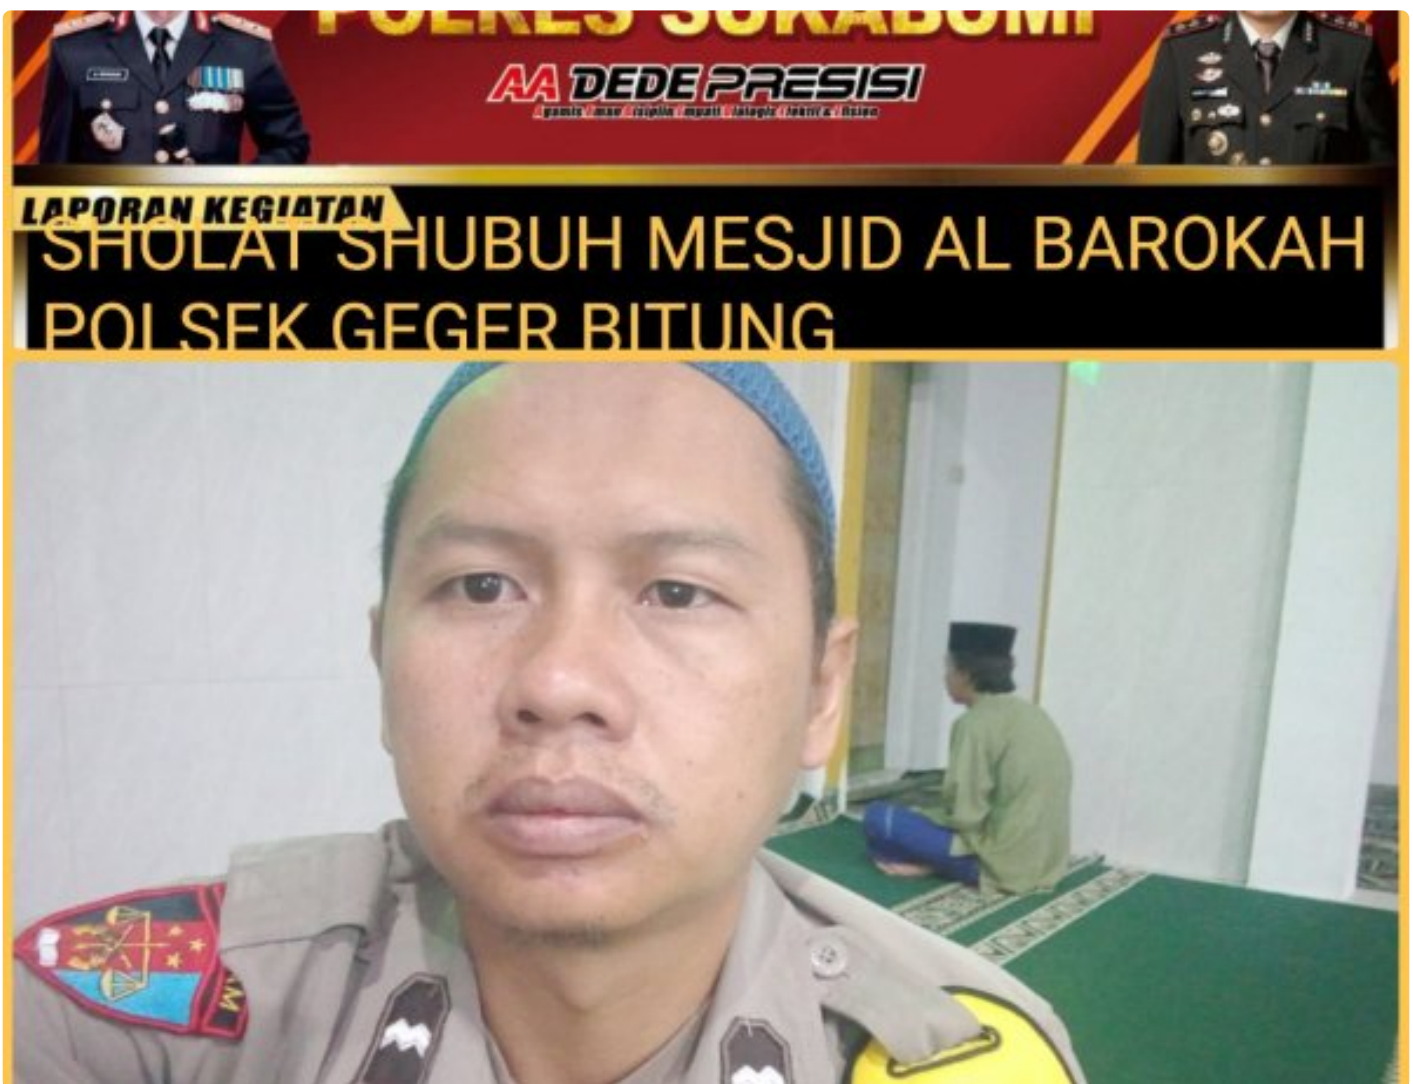 POLRES SUKABUMI
AA DEDE PRESISI
LAPORAN KEGIATAN
SHOLAT SHUBUH MESJID AL BAROKAH
POLSEK GEGER BITUNG